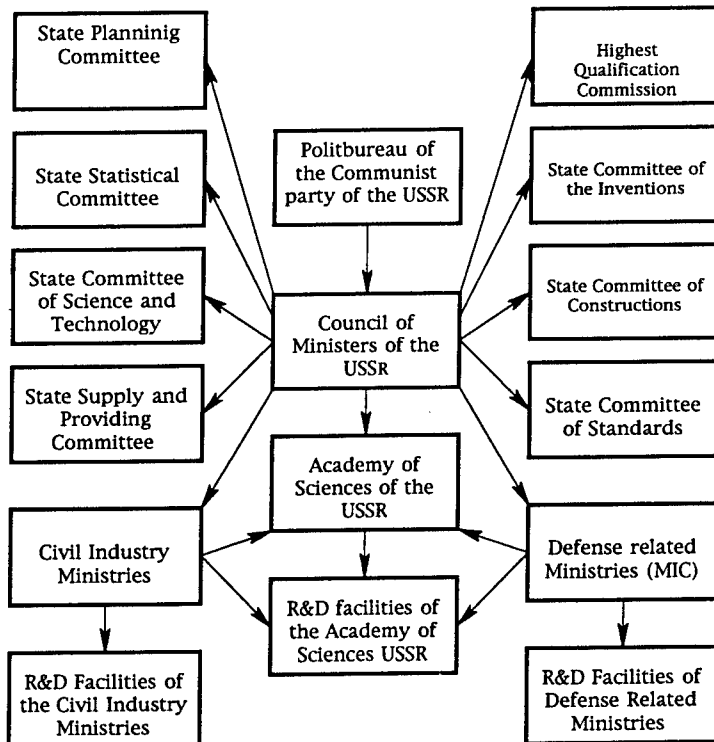 State Planninig
Committee
Highest
Qualification
Commission
Politbureau of
the Communist
party of the USSR
State Statistical
Committee
State Committee of
the Inventions
State Committee
of Science and
Technology
Council of
Ministers of the
USSR
State Committee of
Constructions
State Supply and
Providing
Committee
State Committee
of Standards
Academy of
Sciences of the
USSR
Civil Industry
Ministries
Defense related
Ministries (MIC)
R&D facilities of
the Academy of
Sciences USSR
R&D Facilities of
the Civil Industry
Ministries
R&D Facilities of
Defense Related
Ministries